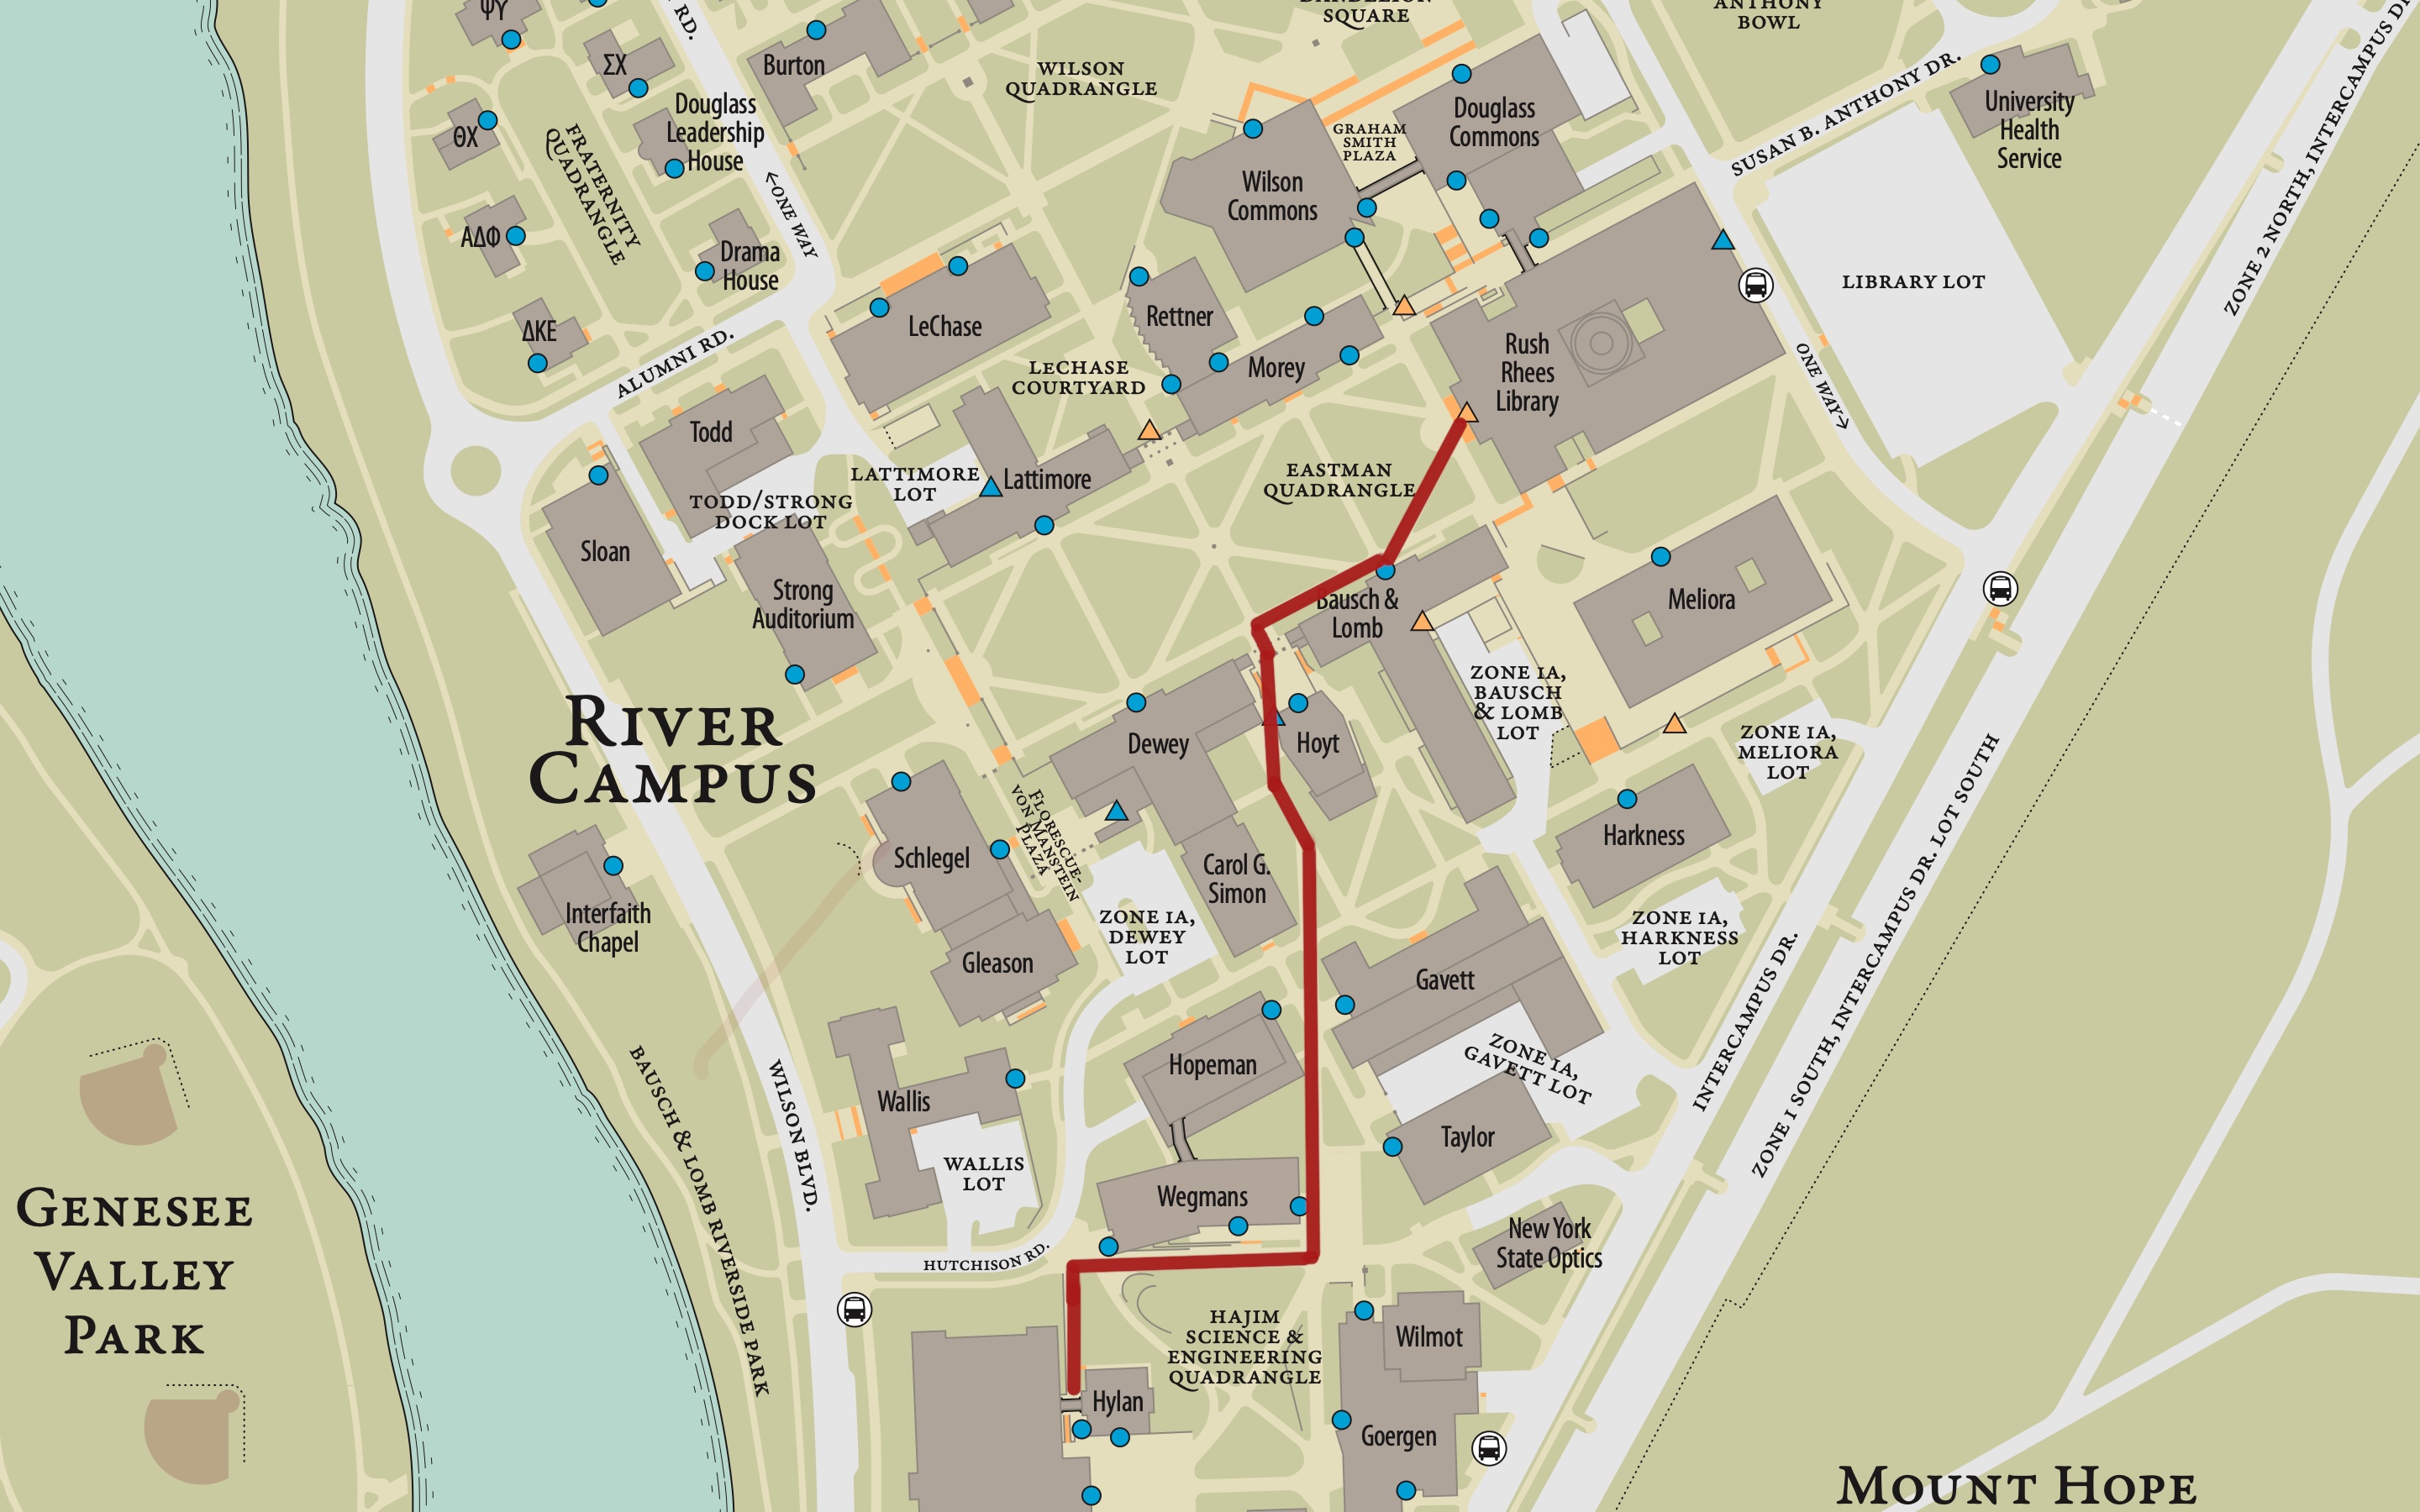 ΨΥ
RD.
ΣΧ
Burton
WILSON
QUADRANGLE
DANDELION
SQUARE
ANTHONY
BOWL
SUSAN B. ANTHONY DR.
University
Health
Service
ZONE 2 NORTH, INTERCAMPUS DR.
ΘΧ
FRATERNITY
QUADRANGLE
Douglass
Leadership
House
←ONE WAY
GRAHAM
SMITH
PLAZA
Douglass
Commons
Wilson
Commons
ΑΔΦ
Drama
House
LIBRARY LOT
ΔΚΕ
ALUMNI RD.
LeChase
Rettner
LECHASE
COURTYARD
Morey
Rush
Rhees
Library
ONE WAY→
Todd
LATTIMORE
LOT
Lattimore
EASTMAN
QUADRANGLE
TODD/STRONG
DOCK LOT
Sloan
Strong
Auditorium
Bausch &
Lomb
Meliora
RIVER
CAMPUS
Dewey
Hoyt
ZONE 1A,
BAUSCH
& LOMB
LOT
ZONE 1A,
MELIORA
LOT
FLORESCUE-
VON MANSTEIN
PLAZA
Schlegel
Carol G.
Simon
Harkness
Interfaith
Chapel
ZONE 1A,
DEWEY
LOT
ZONE 1A,
HARKNESS
LOT
Gleason
Gavett
INTERCAMPUS DR.
ZONE 1 SOUTH, INTERCAMPUS DR. LOT SOUTH
Hopeman
ZONE 1A,
GAVETT LOT
BAUSCH & LOMB RIVERSIDE PARK
WILSON BLVD.
Wallis
Taylor
WALLIS
LOT
Wegmans
GENESEE
VALLEY
PARK
HUTCHISON RD.
New York
State Optics
HAJIM
SCIENCE &
ENGINEERING
QUADRANGLE
Wilmot
Hylan
Goergen
MOUNT HOPE